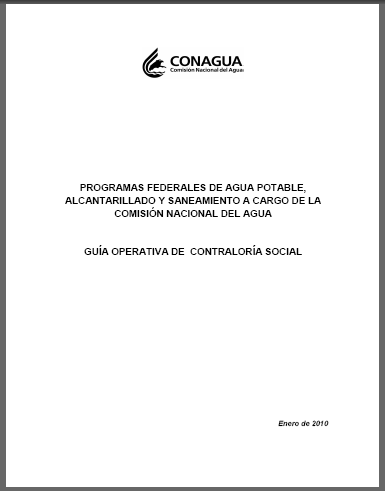 CONAGUA
Comisión Nacional del Agua
PROGRAMAS FEDERALES DE AGUA POTABLE,
ALCANTARILLADO Y SANEAMIENTO A CARGO DE LA
COMISIÓN NACIONAL DEL AGUA
GUÍA OPERATIVA DE CONTRALORÍA SOCIAL
Enero de 2010